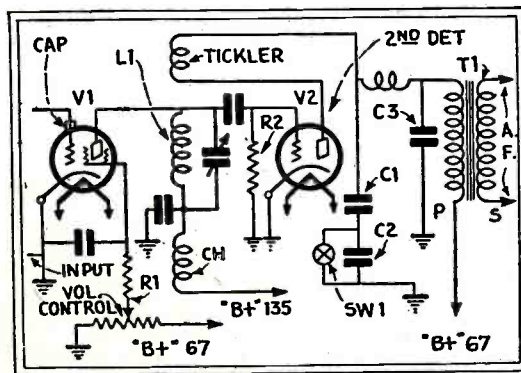 CAP
V1
L1
TICKLER
V2
2ND DET
T1
C3
A.F.
R2
C1
P
S
INPUT
CH
C2
VOL.
CONTROL
R1
SW1
"B+" 135
"B+" 67
"B+" 67